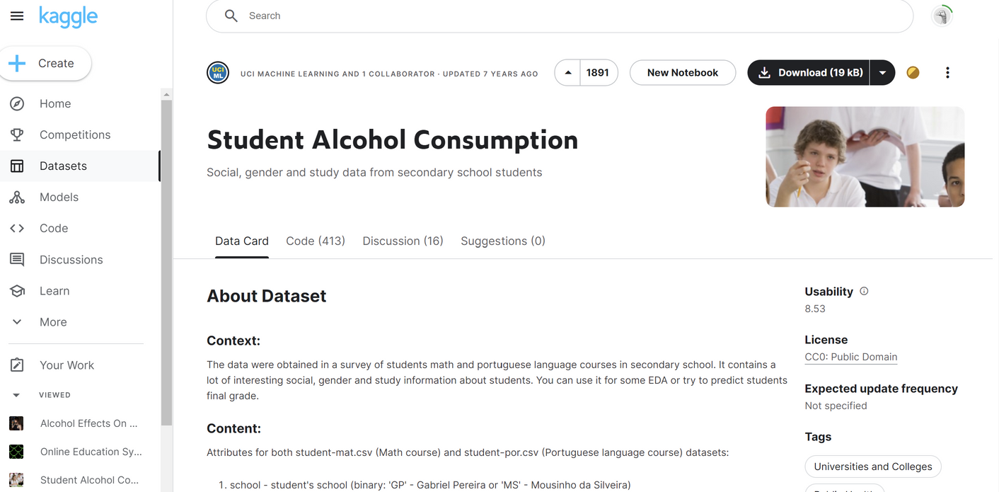 kaggle
Search
Create
Home
Competitions
Datasets
Models
Code
Discussions
Learn
More
Your Work
VIEWED
Alcohol Effects On ...
Online Education Sy...
Student Alcohol Co...
UCI ML
UCI MACHINE LEARNING AND 1 COLLABORATOR · UPDATED 7 YEARS AGO
1891
New Notebook
Download (19 kB)
Student Alcohol Consumption
Social, gender and study data from secondary school students
Data Card
Code (413)
Discussion (16)
Suggestions (0)
About Dataset
Context:
The data were obtained in a survey of students math and portuguese language courses in secondary school. It contains a
lot of interesting social, gender and study information about students. You can use it for some EDA or try to predict students
final grade.
Content:
Attributes for both student-mat.csv (Math course) and student-por.csv (Portuguese language course) datasets:
1. school - student's school (binary: 'GP' - Gabriel Pereira or 'MS' - Mousinho da Silveira)
Usability
8.53
License
CC0: Public Domain
Expected update frequency
Not specified
Tags
Universities and Colleges